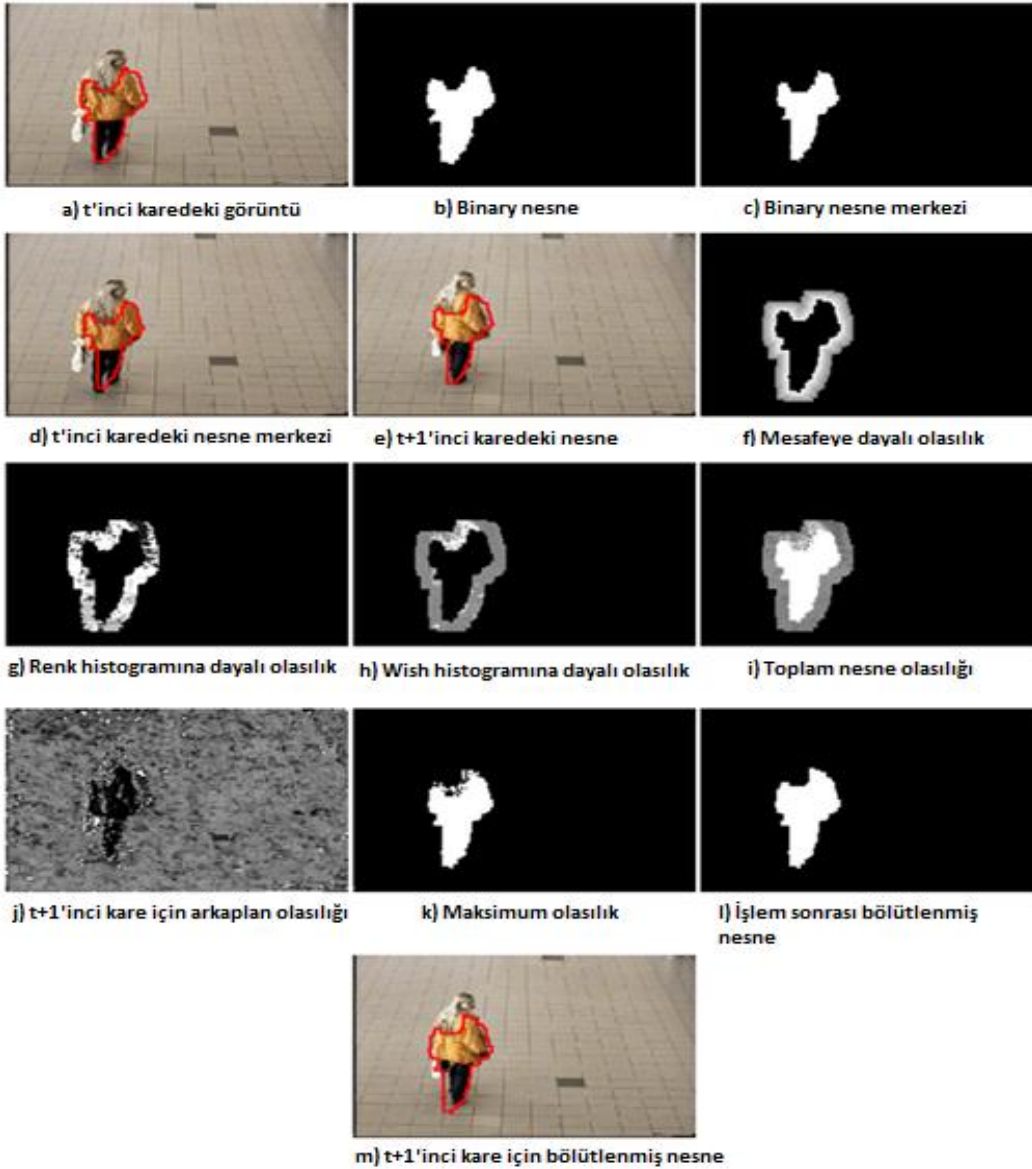 a) t'inci karedeki görüntü
b) Binary nesne
c) Binary nesne merkezi
d) t'inci karedeki nesne merkezi
e) t+1'inci karedeki nesne
f) Mesafeye dayalı olasılık
g) Renk histogramına dayalı olasılık
h) Wish histogramına dayalı olasılık
i) Toplam nesne olasılığı
j) t+1'inci kare için arkaplan olasılığı
k) Maksimum olasılık
l) İşlem sonrası bölütlenmiş
nesne
m) t+1'inci kare için bölütlenmiş nesne